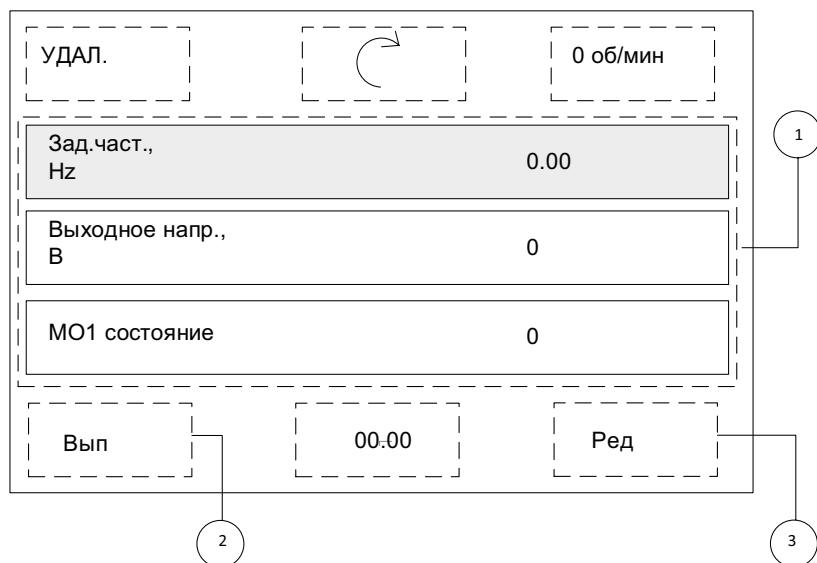 УДАЛ.
0 об/мин
Зад.част.,
Hz
0.00
Выходное напр.,
В
0
МО1 состояние
0
Вып
00.00
Ред
1
2
3